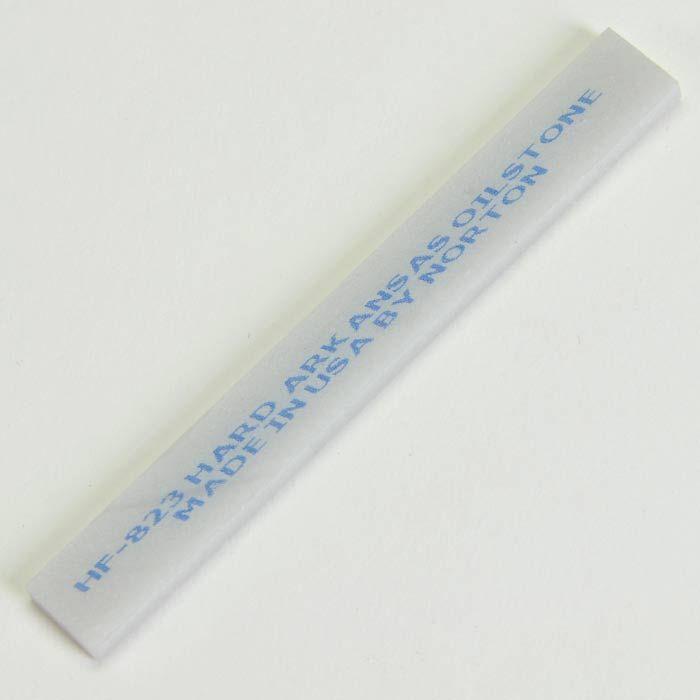 HF-823 HARD ARKANSAS OILSTONE
MADE IN USA BY NORTON